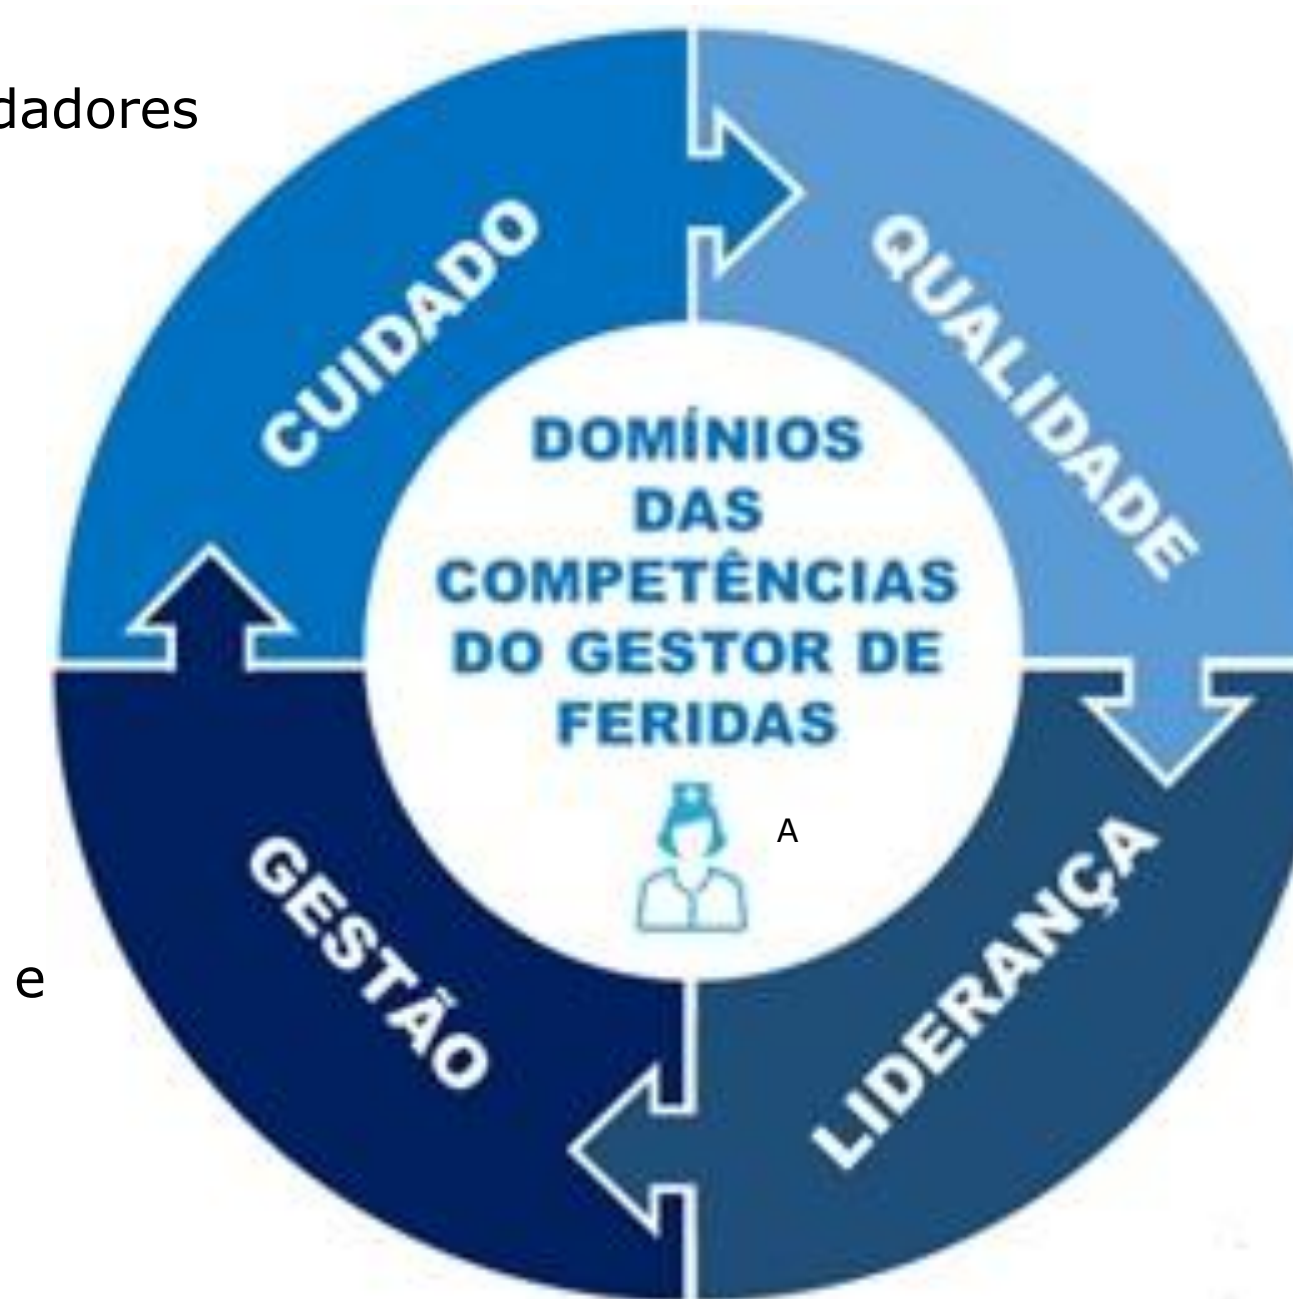 dadores
CUIDADO
QUALIDADE
DOMÍNIOS
DAS
COMPETÊNCIAS
DO GESTOR DE
FERIDAS
A
GESTÃO
LIDERANÇA
e